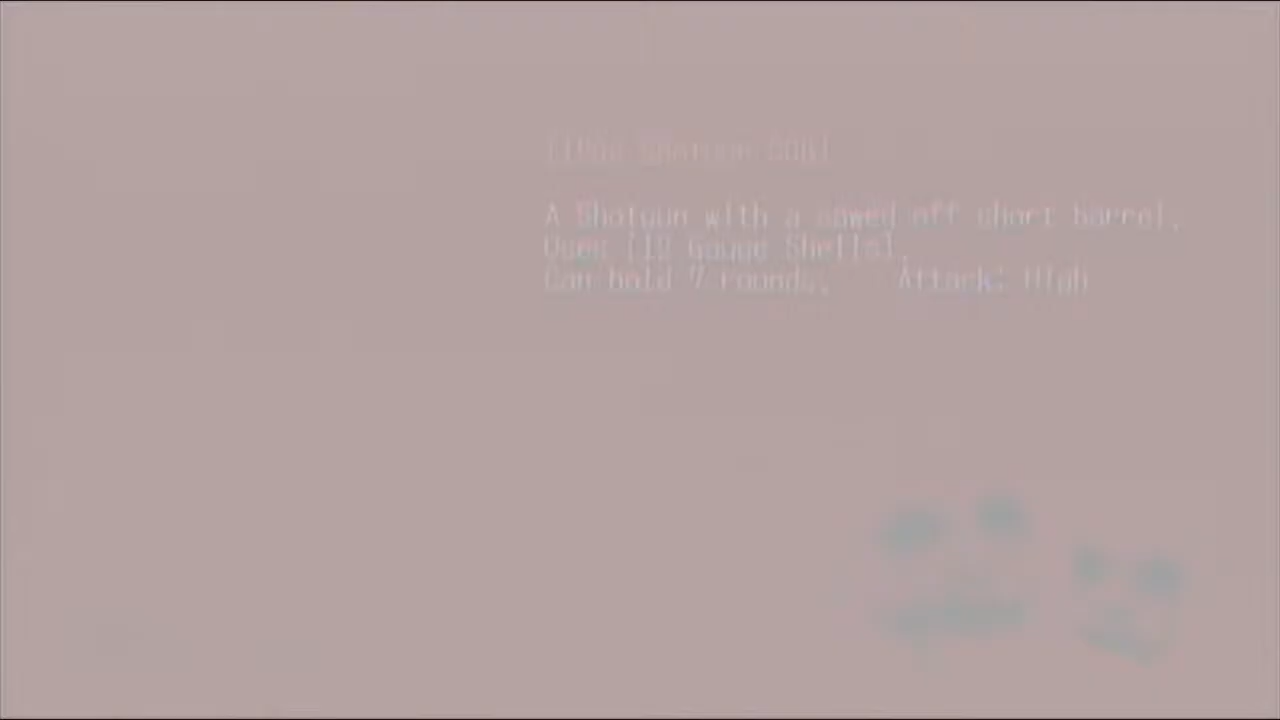 A Shotgun with a sawed off short barrel.
Uses [12 Gauge Shells].
Can hold 7 rounds. Attack: High